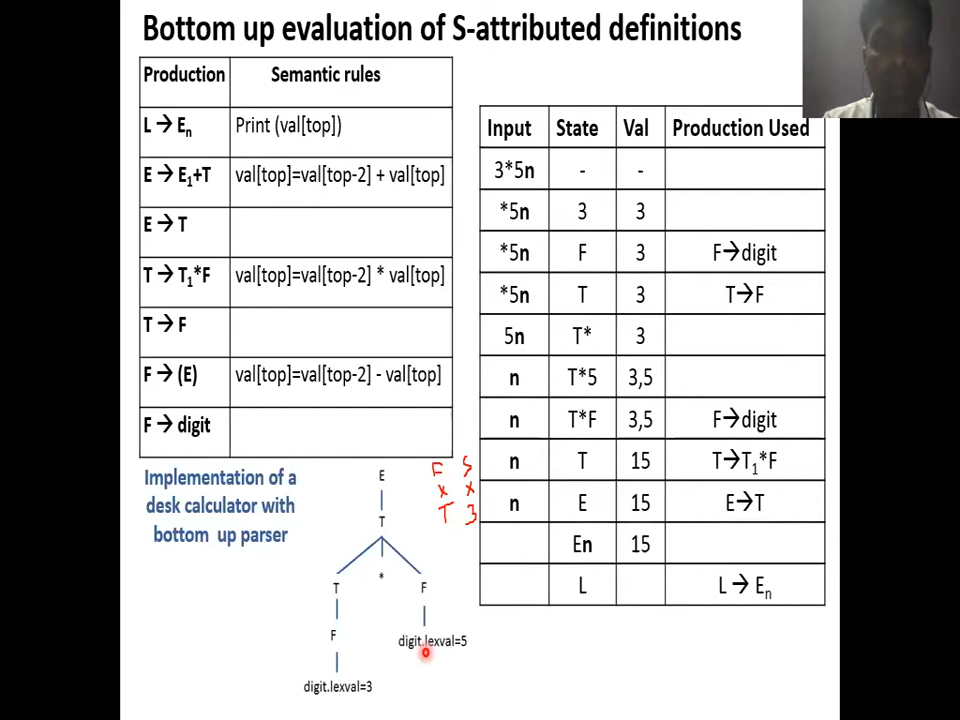 Bottom up evaluation of S-attributed definitions
Production Semantic rules
L → En Print (val[top])
E → E1+T val[top]=val[top-2] + val[top]
E → T
T → T1*F val[top]=val[top-2] * val[top]
T → F
F → (E) val[top]=val[top-2] - val[top]
F → digit
Input State Val Production Used
3*5n - -
*5n 3 3
*5n F 3 F→digit
*5n T 3 T→F
5n T* 3
n T*5 3,5
n T*F 3,5 F→digit
n T 15 T→T1*F
n E 15 E→T
En 15
L L → En
Implementation of a
desk calculator with
bottom up parser
E
T
T * F
F digit.lexval=5
digit.lexval=3
F 5
x x
T 3